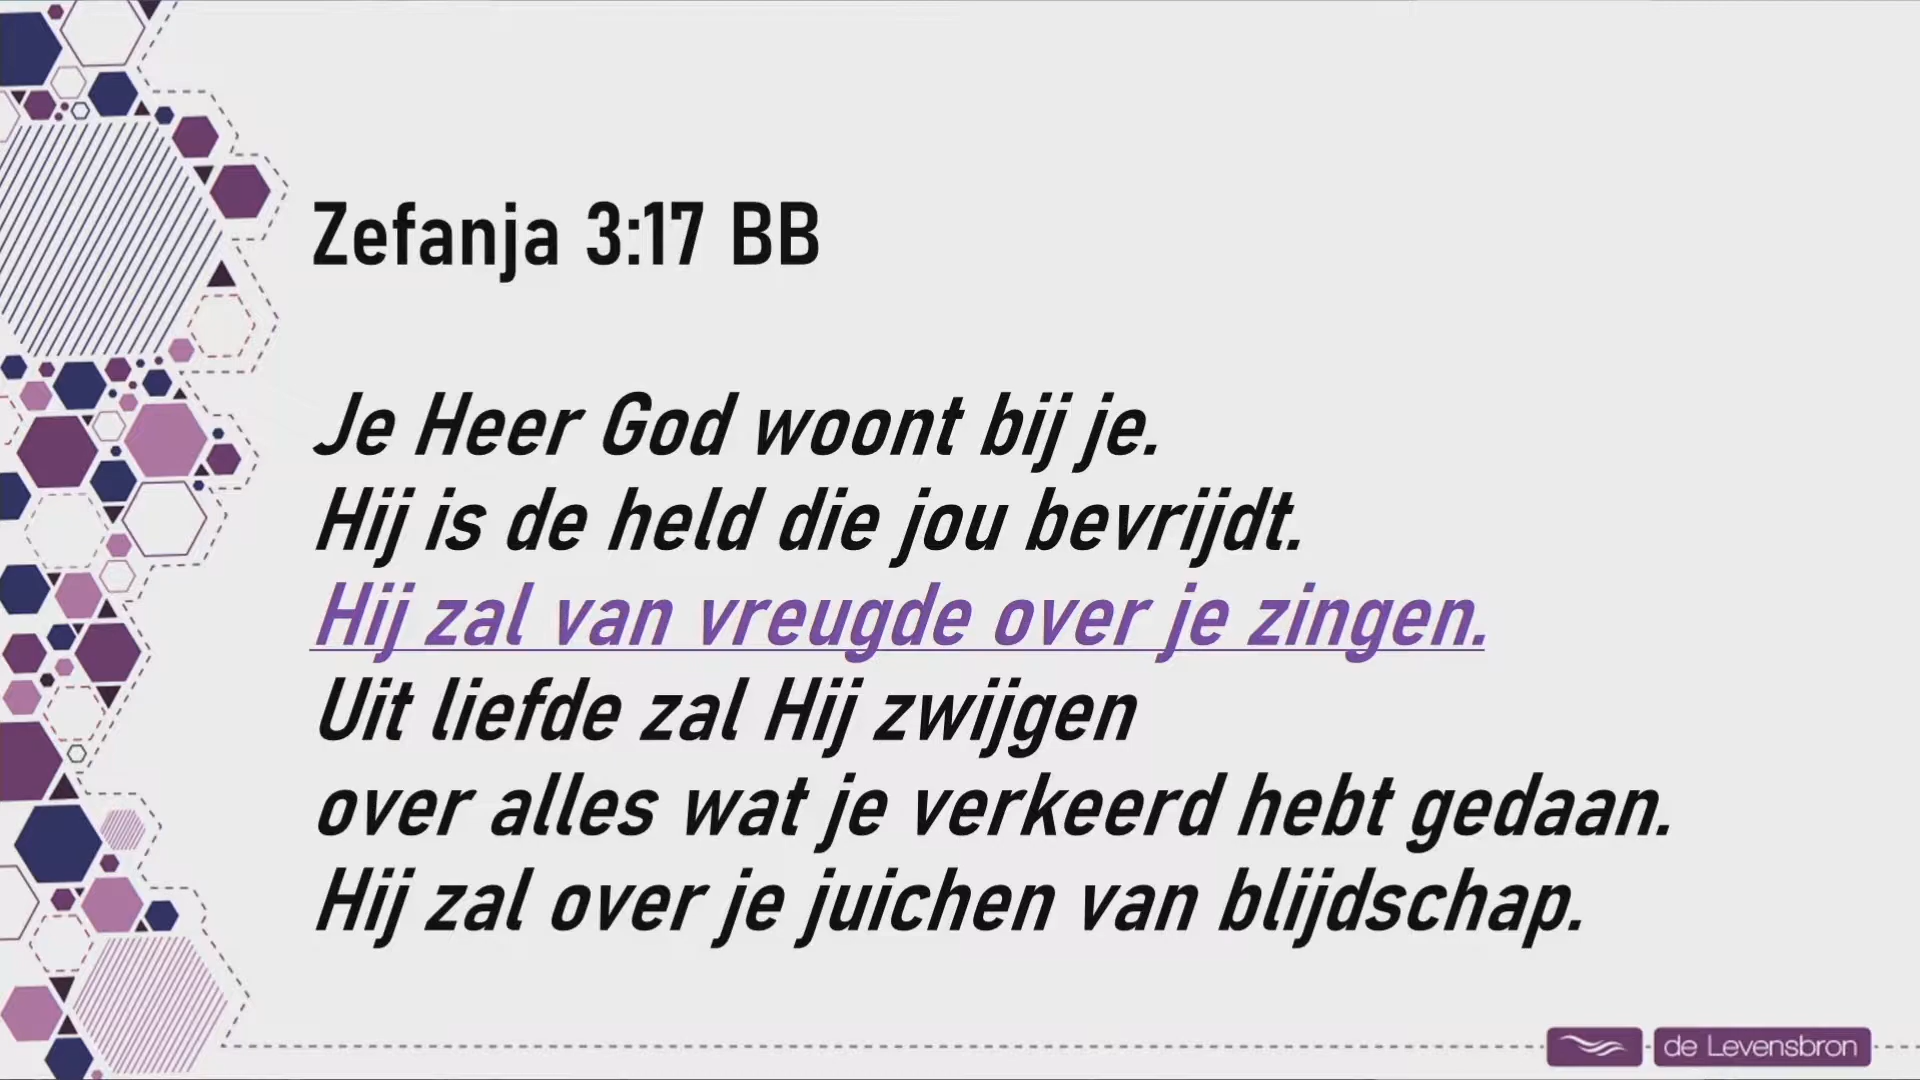 Zefanja 3:17 BB
Je Heer God woont bij je.
Hij is de held die jou bevrijdt.
Hij zal van vreugde over je zingen.
Uit liefde zal Hij zwijgen
over alles wat je verkeerd hebt gedaan.
Hij zal over je juichen van blijdschap.
de Levensbron